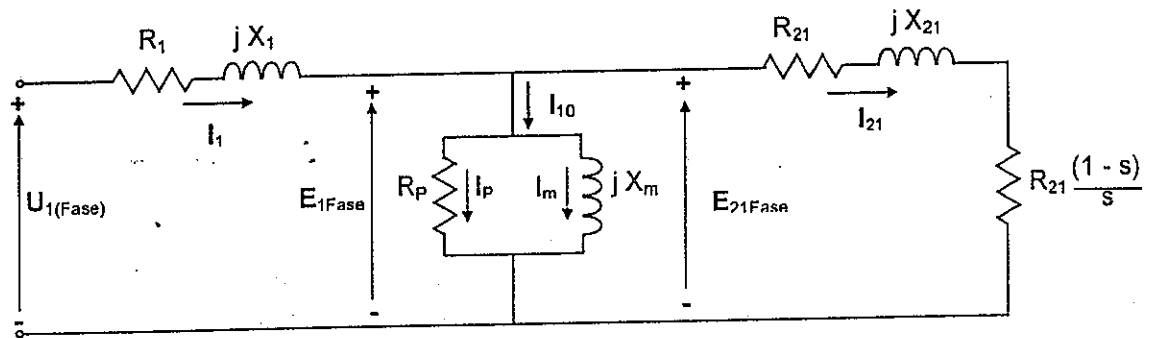 R1
j X1
R21
j X21
+
I1
+
I10
+
I21
U1(Fase)
E1Fase
RP
IP
Im
j Xm
E21Fase
R21 (1 - s)/s
-
-
-